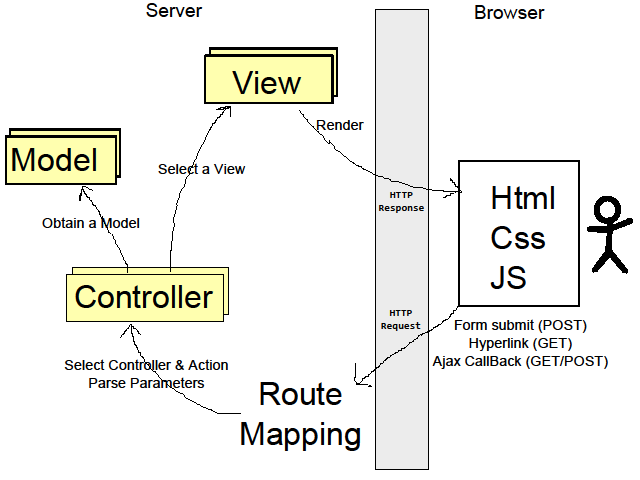 Server
Browser
View
Render
Model
Select a View
HTTP
Response
Html
Css
JS
Obtain a Model
Controller
HTTP
Request
Form submit (POST)
Hyperlink (GET)
Ajax CallBack (GET/POST)
Select Controller & Action
Parse Parameters
Route
Mapping